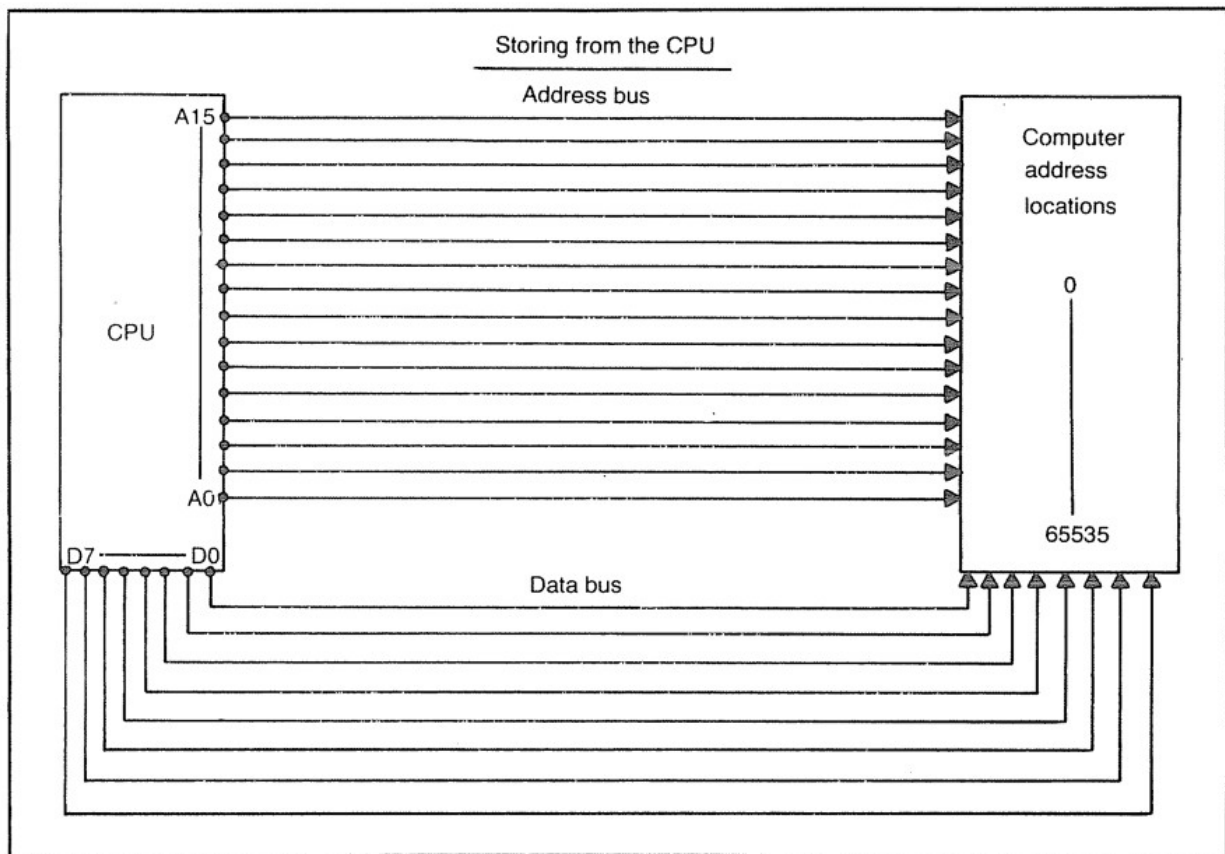 Storing from the CPU
Address bus
A15
Computer
address
locations
0
CPU
A0
65535
D7
D0
Data bus